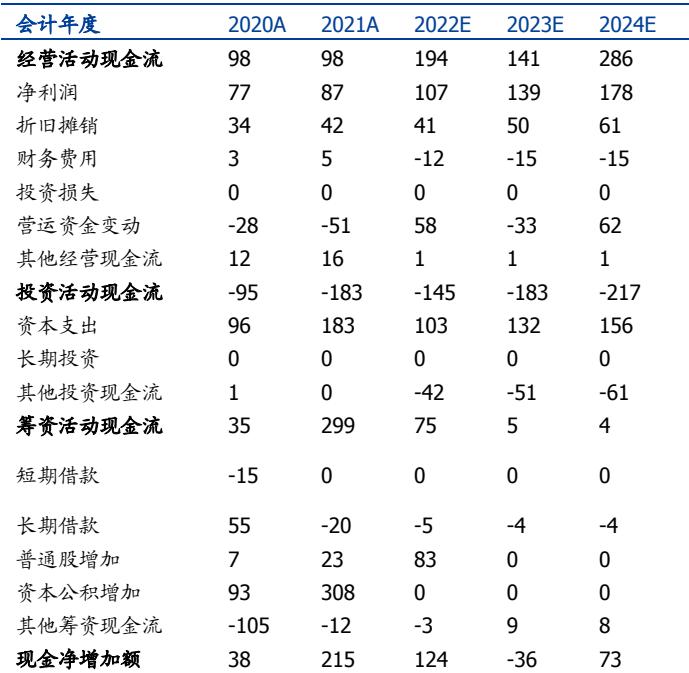 会计年度 2020A 2021A 2022E 2023E 2024E
经营活动现金流 98 98 194 141 286
净利润 77 87 107 139 178
折旧摊销 34 42 41 50 61
财务费用 3 5 -12 -15 -15
投资损失 0 0 0 0 0
营运资金变动 -28 -51 58 -33 62
其他经营现金流 12 16 1 1 1
投资活动现金流 -95 -183 -145 -183 -217
资本支出 96 183 103 132 156
长期投资 0 0 0 0 0
其他投资现金流 1 0 -42 -51 -61
筹资活动现金流 35 299 75 5 4
短期借款 -15 0 0 0 0
长期借款 55 -20 -5 -4 -4
普通股增加 7 23 83 0 0
资本公积增加 93 308 0 0 0
其他筹资现金流 -105 -12 -3 9 8
现金净增加额 38 215 124 -36 73